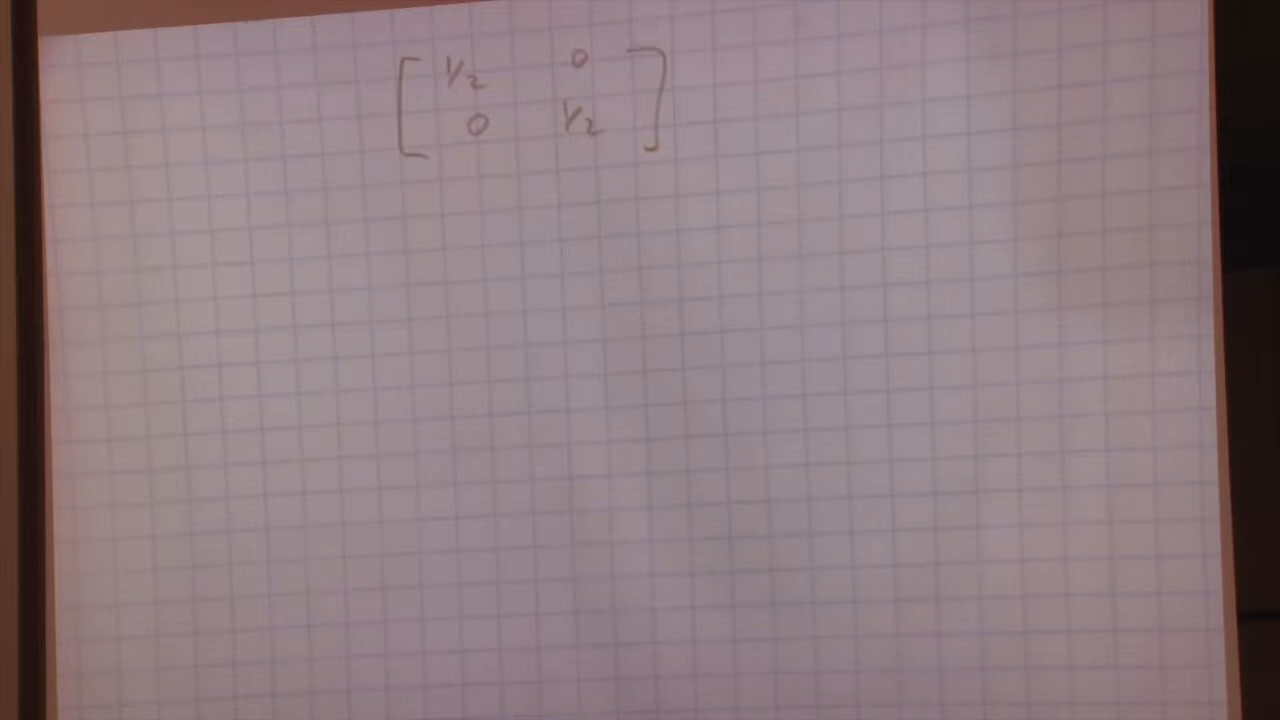 [ 1/2 0 ]
[ 0 1/2 ]